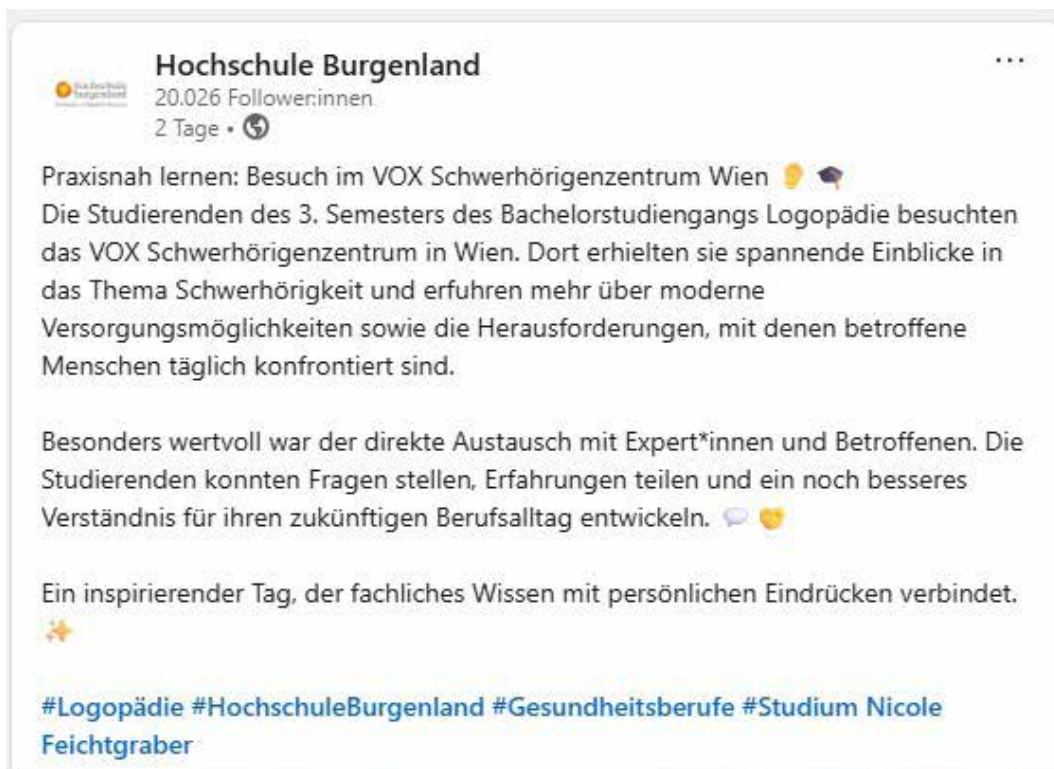 Hochschule Burgenland
20.026 Follower:innen
2 Tage •
Praxisnah lernen: Besuch im VOX Schwerhörigenzentrum Wien 👂 🎓
Die Studierenden des 3. Semesters des Bachelorstudiengangs Logopädie besuchten
das VOX Schwerhörigenzentrum in Wien. Dort erhielten sie spannende Einblicke in
das Thema Schwerhörigkeit und erfuhren mehr über moderne
Versorgungsmöglichkeiten sowie die Herausforderungen, mit denen betroffene
Menschen täglich konfrontiert sind.
Besonders wertvoll war der direkte Austausch mit Expert*innen und Betroffenen. Die
Studierenden konnten Fragen stellen, Erfahrungen teilen und ein noch besseres
Verständnis für ihren zukünftigen Berufsalltag entwickeln. 💬 🤝
Ein inspirierender Tag, der fachliches Wissen mit persönlichen Eindrücken verbindet.
✨
#Logopädie #HochschuleBurgenland #Gesundheitsberufe #Studium Nicole
Feichtgraber